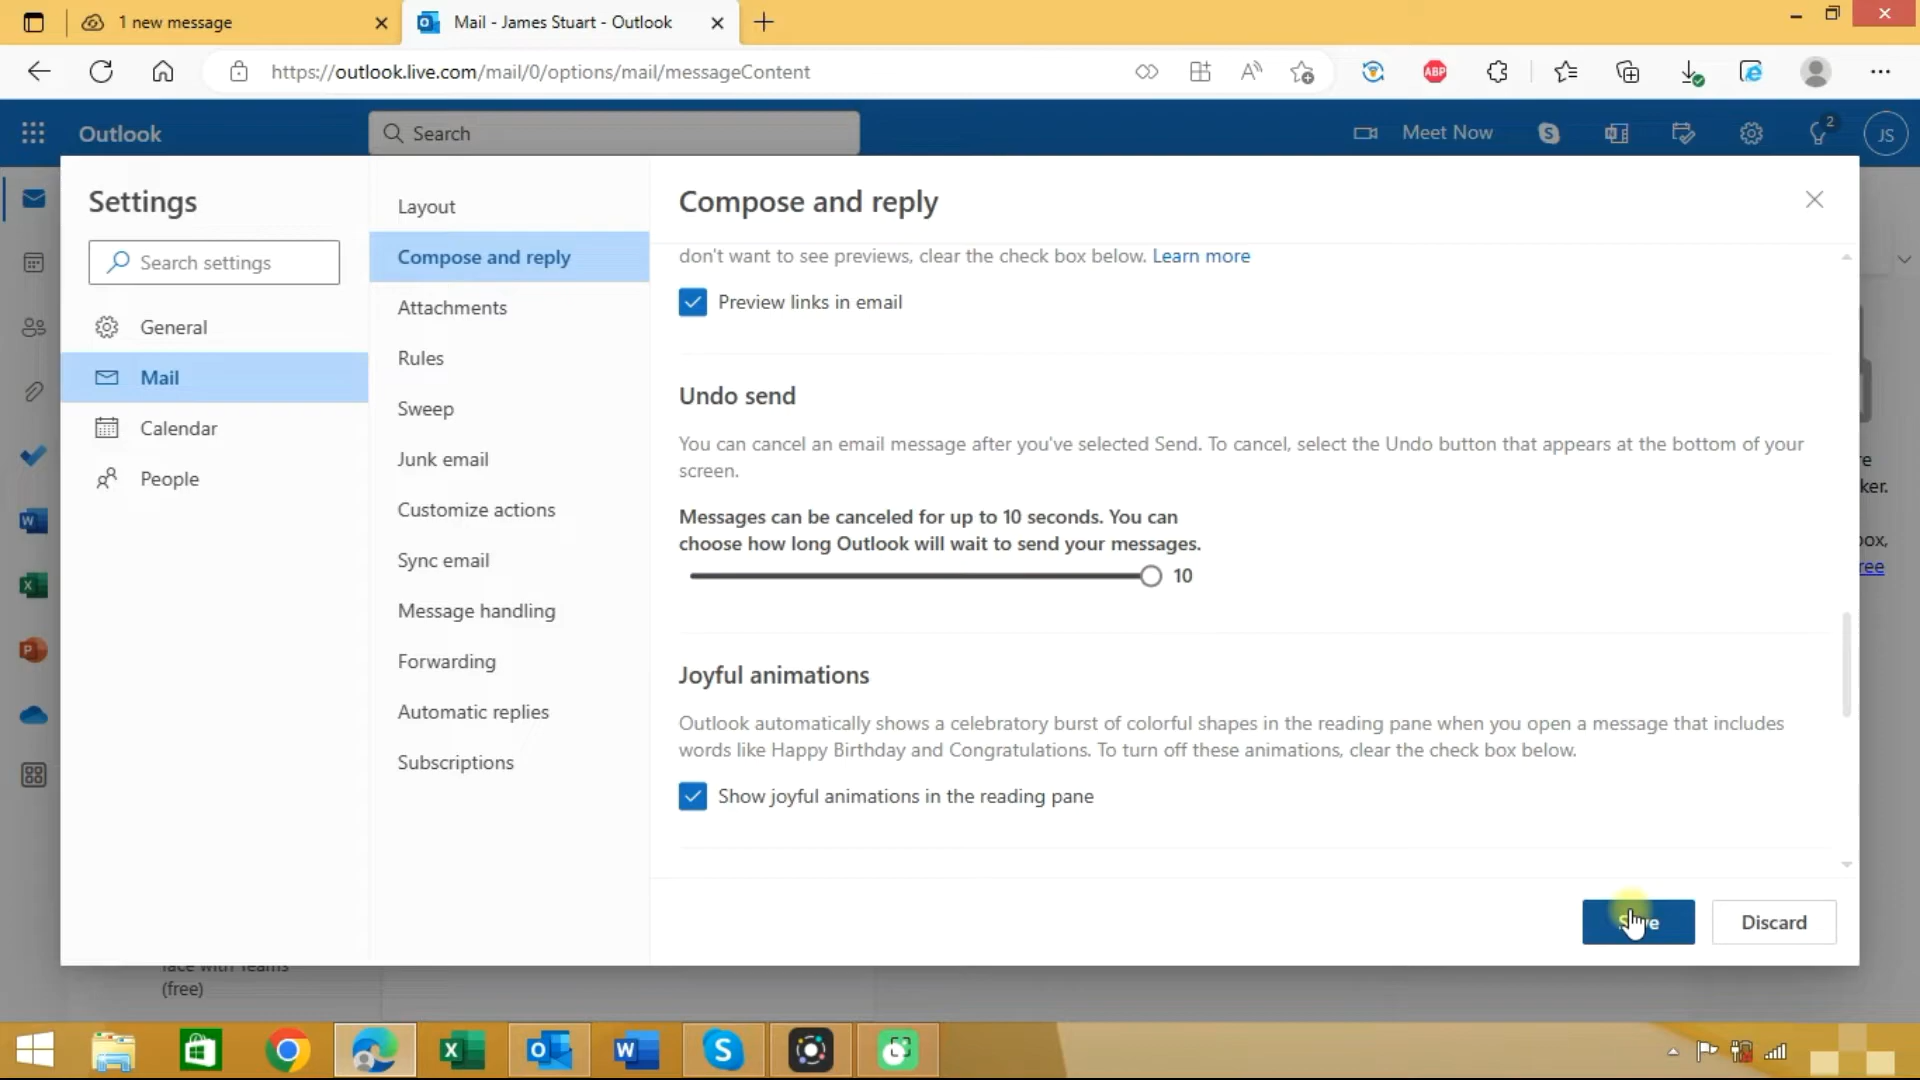 1 new message
Mail - James Stuart - Outlook
https://outlook.live.com/mail/0/options/mail/messageContent
ABP
Outlook
Search
Meet Now
2
JS
Settings
Search settings
General
Mail
Calendar
People
Layout
Compose and reply
Attachments
Rules
Sweep
Junk email
Customize actions
Sync email
Message handling
Forwarding
Automatic replies
Subscriptions
Compose and reply
don't want to see previews, clear the check box below. Learn more
Preview links in email
Undo send
You can cancel an email message after you've selected Send. To cancel, select the Undo button that appears at the bottom of your
screen.
Messages can be canceled for up to 10 seconds. You can
choose how long Outlook will wait to send your messages.
10
Joyful animations
Outlook automatically shows a celebratory burst of colorful shapes in the reading pane when you open a message that includes
words like Happy Birthday and Congratulations. To turn off these animations, clear the check box below.
Show joyful animations in the reading pane
Discard
(free)